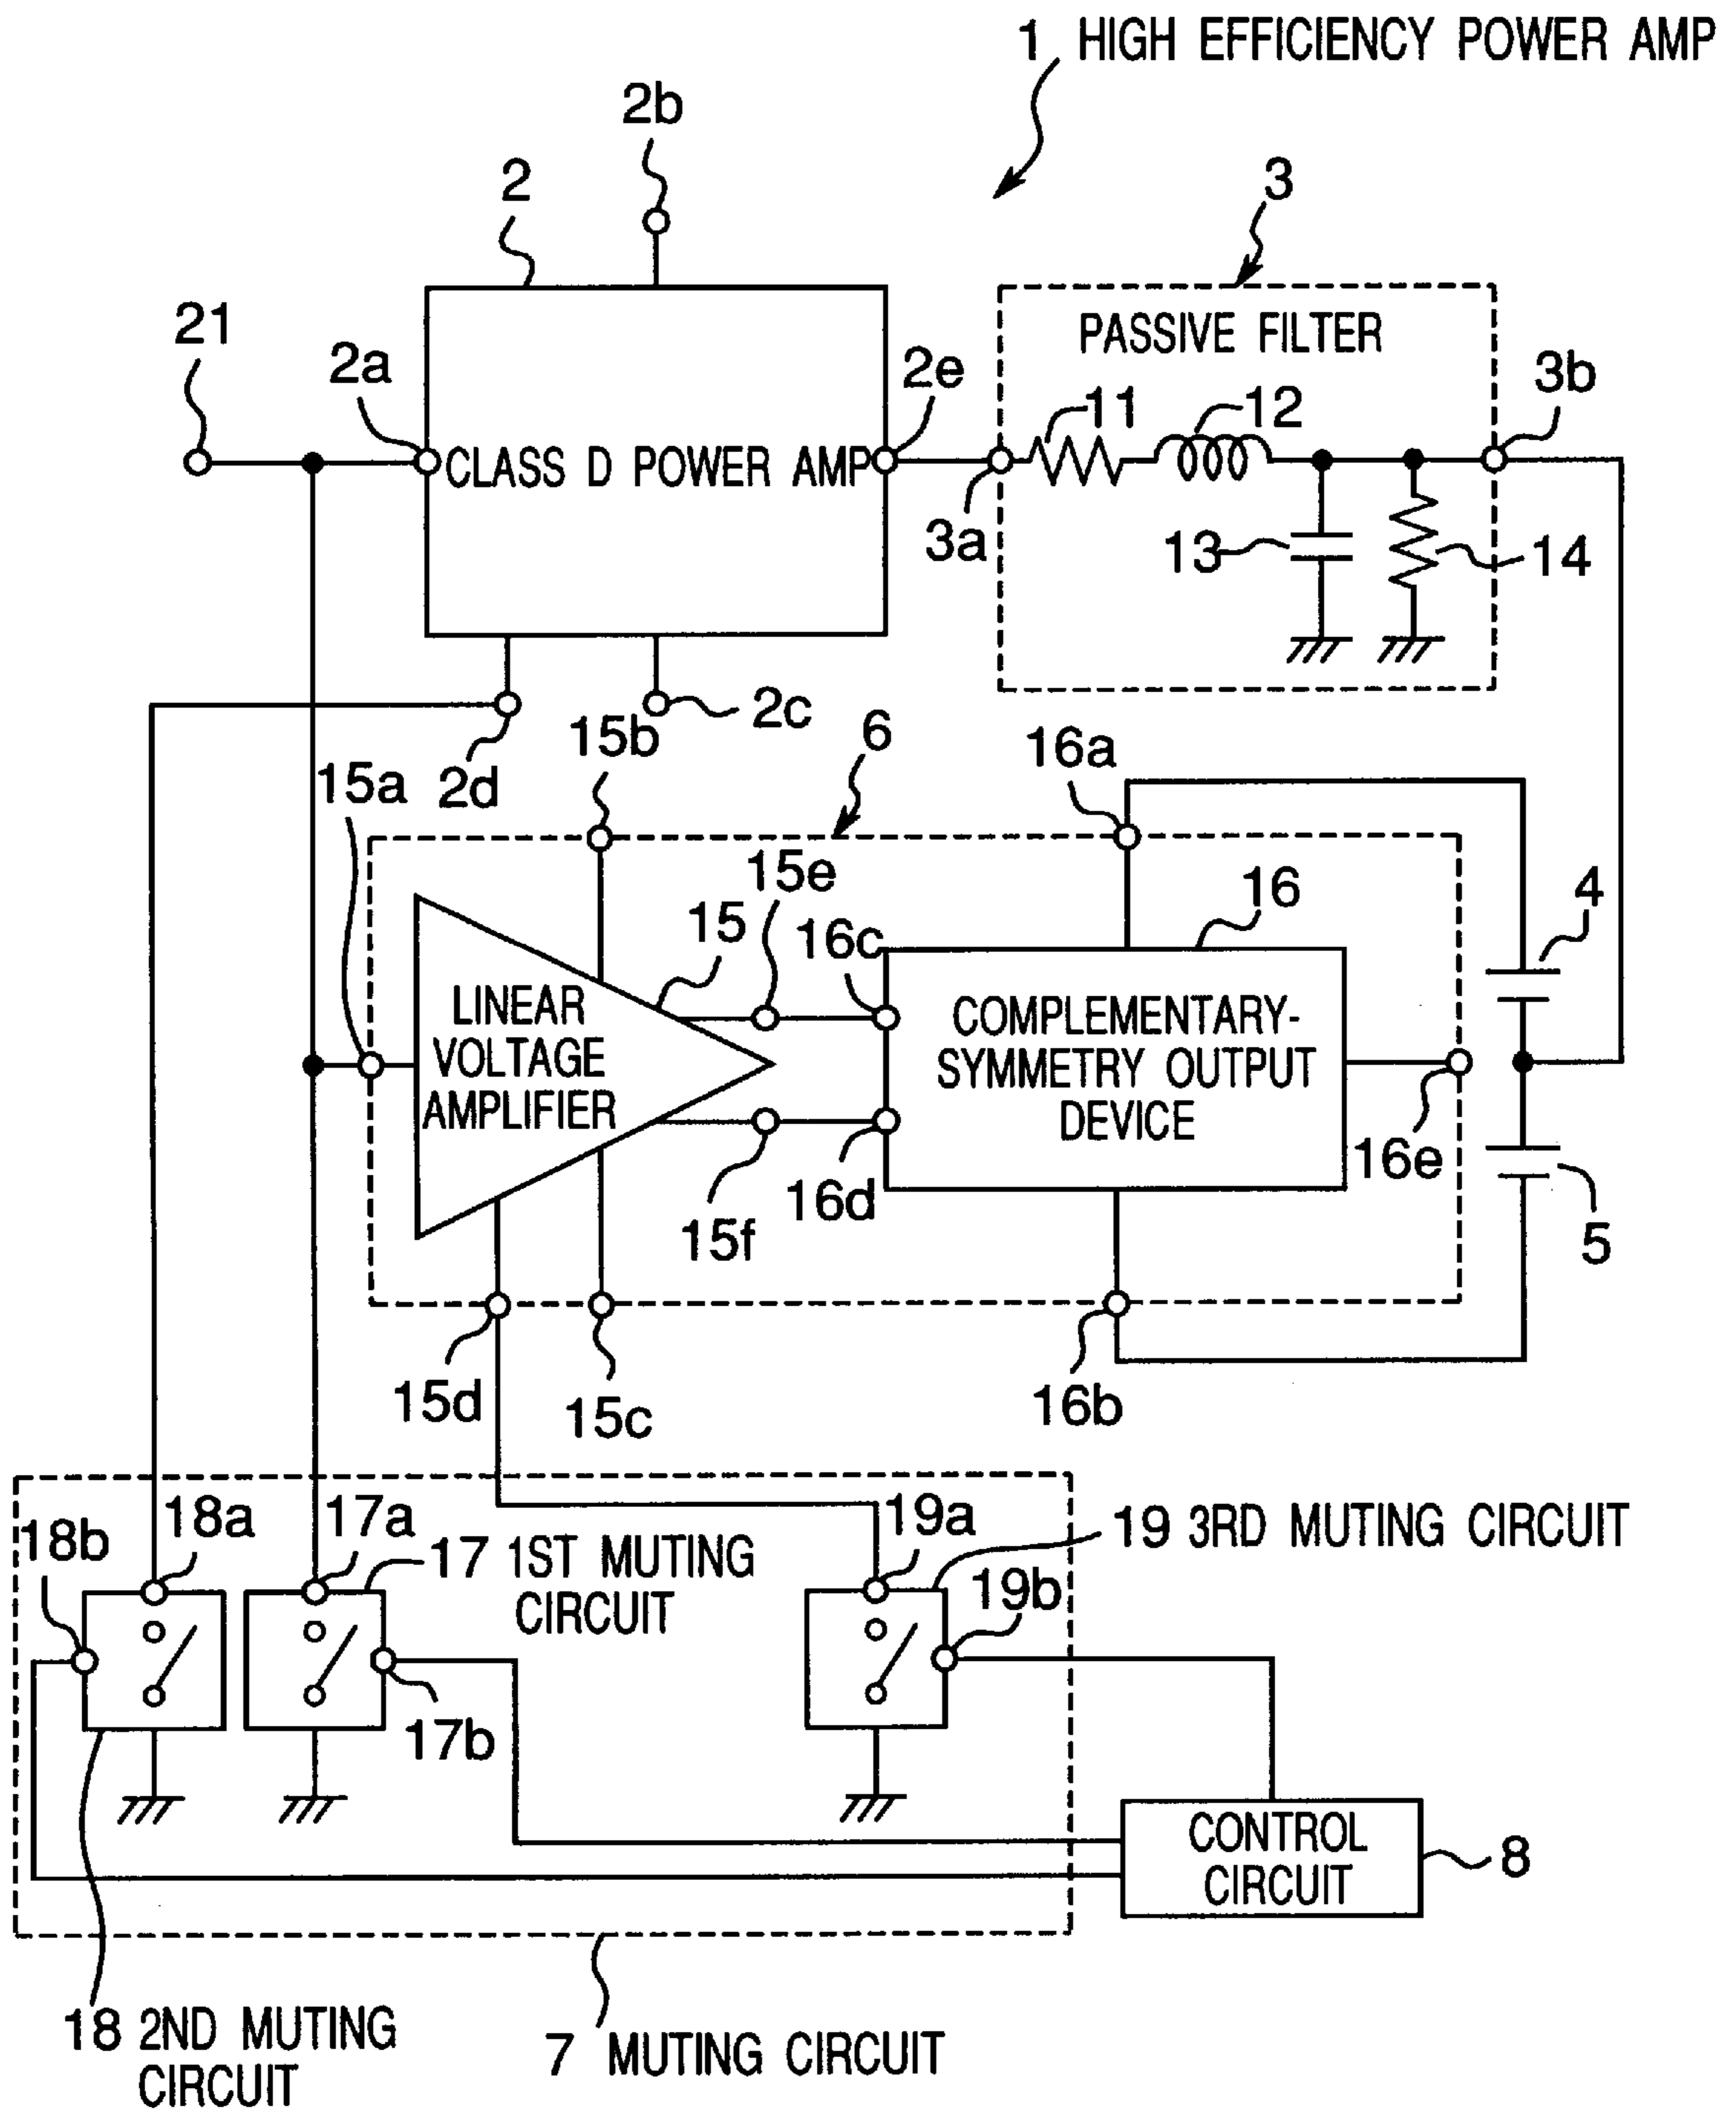 1 HIGH EFFICIENCY POWER AMP
2b
2
3
21
2a
2e
PASSIVE FILTER
3b
11
12
CLASS D POWER AMP
3a
13
14
2c
2d
15b
6
16a
15a
15e
4
15
16c
16
LINEAR
VOLTAGE
AMPLIFIER
COMPLEMENTARY-
SYMMETRY OUTPUT
DEVICE
16e
16d
15f
5
15d
15c
16b
18b
18a
17a
17 1ST MUTING
CIRCUIT
19a
19 3RD MUTING CIRCUIT
19b
17b
CONTROL
CIRCUIT
8
18 2ND MUTING
CIRCUIT
7 MUTING CIRCUIT